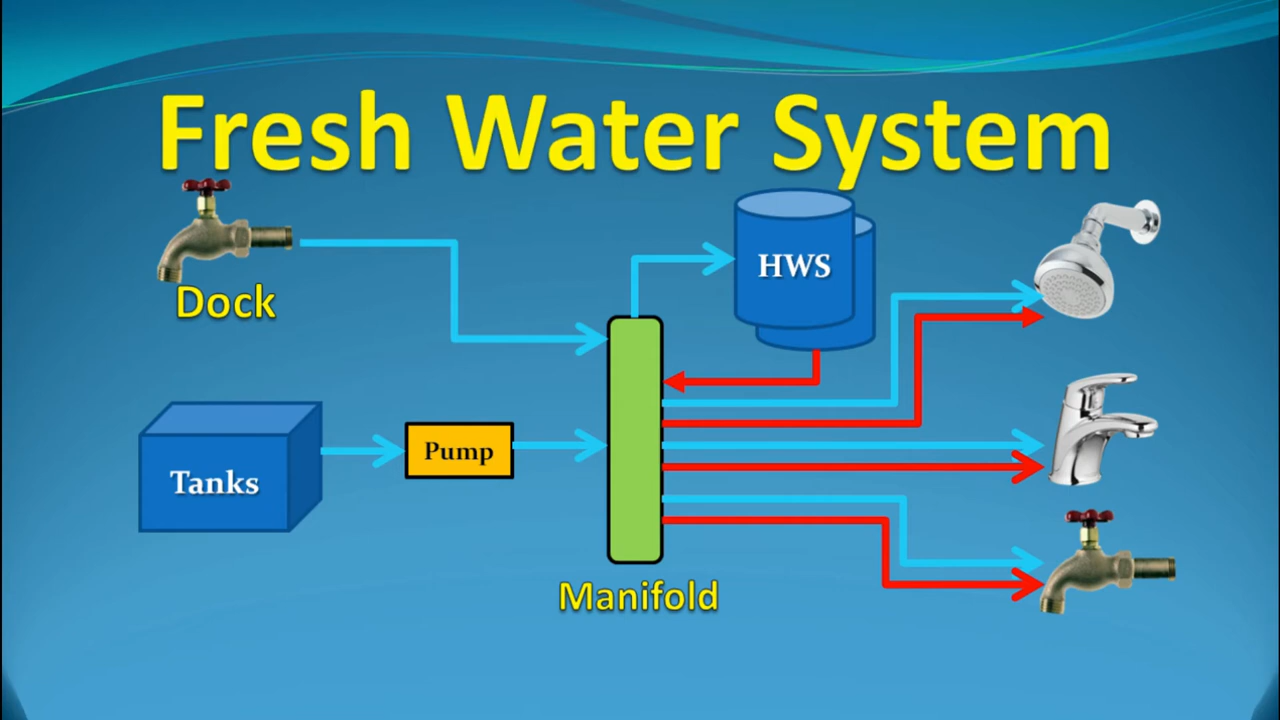 Fresh Water System
Dock
HWS
Tanks
Pump
Manifold